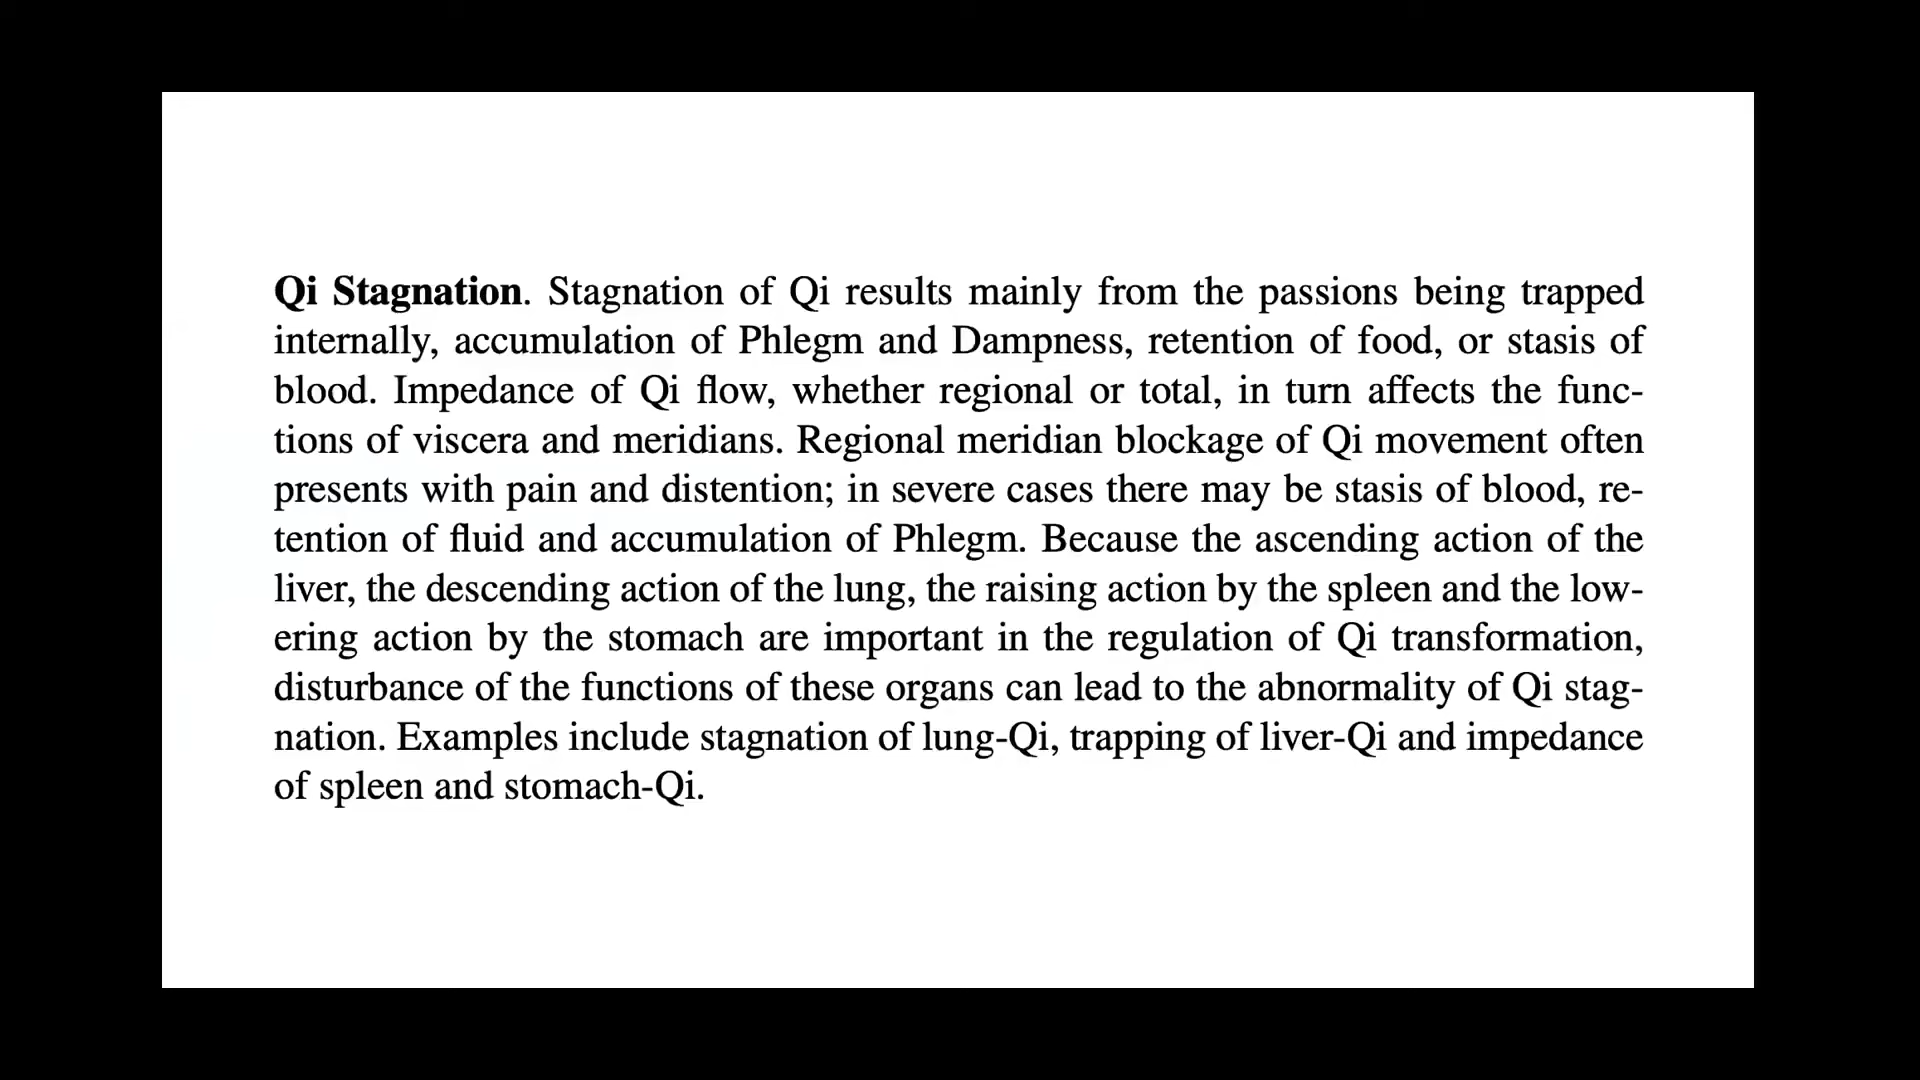 Qi Stagnation. Stagnation of Qi results mainly from the passions being trapped
internally, accumulation of Phlegm and Dampness, retention of food, or stasis of
blood. Impedance of Qi flow, whether regional or total, in turn affects the func-
tions of viscera and meridians. Regional meridian blockage of Qi movement often
presents with pain and distention; in severe cases there may be stasis of blood, re-
tention of fluid and accumulation of Phlegm. Because the ascending action of the
liver, the descending action of the lung, the raising action by the spleen and the low-
ering action by the stomach are important in the regulation of Qi transformation,
disturbance of the functions of these organs can lead to the abnormality of Qi stag-
nation. Examples include stagnation of lung-Qi, trapping of liver-Qi and impedance
of spleen and stomach-Qi.